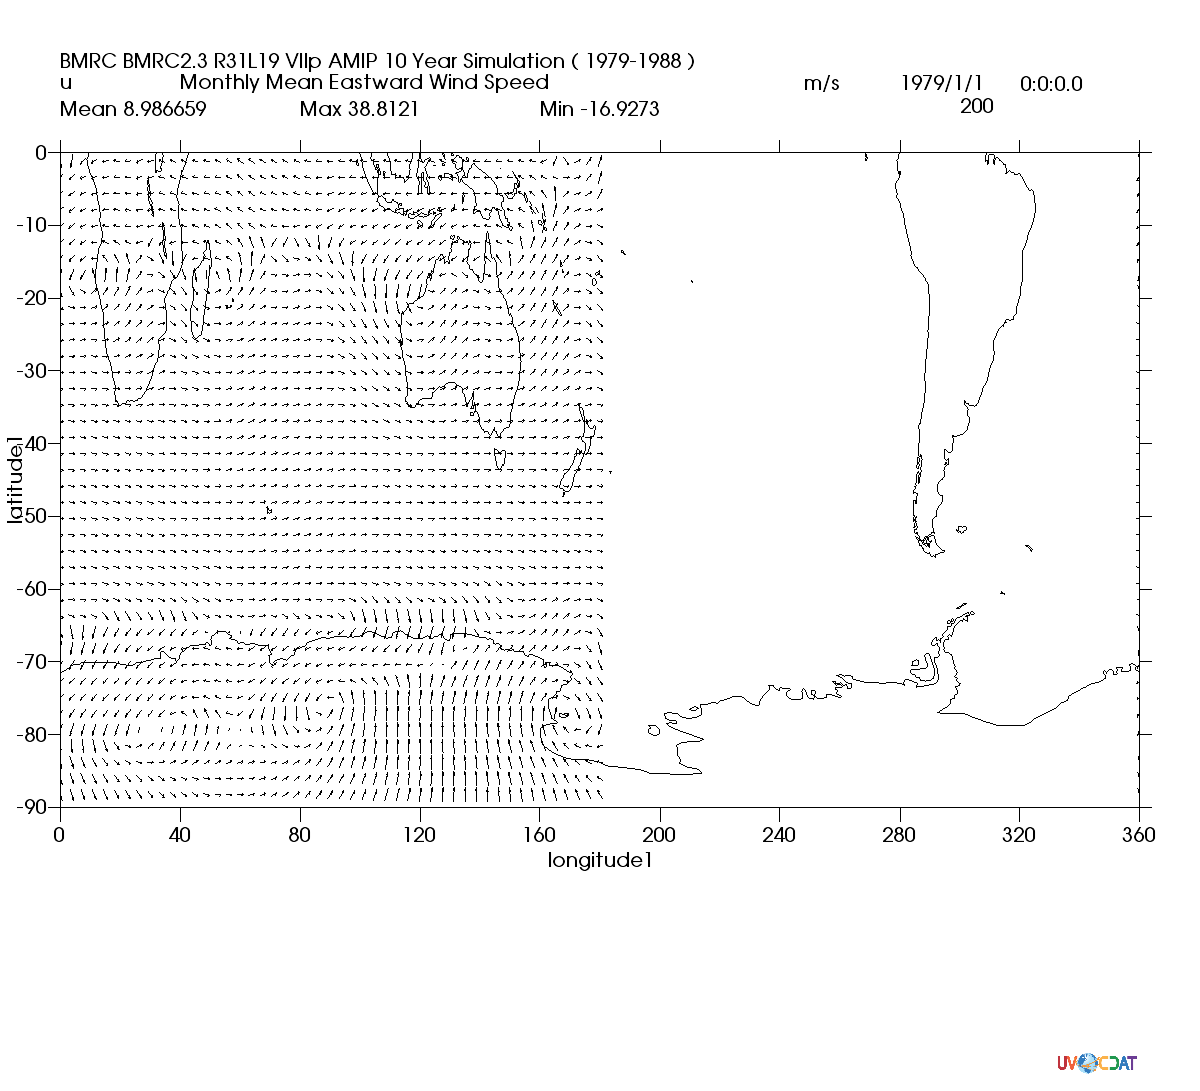 BMRC BMRC2.3 R31L19 VIIp AMIP 10 Year Simulation ( 1979-1988 )
u Monthly Mean Eastward Wind Speed m/s 1979/1/1 0:0:0.0
Mean 8.986659 Max 38.8121 Min -16.9273 200
0
-10
-20
-30
-40
-50
-60
-70
-80
-90
latitude1
0 40 80 120 160 200 240 280 320 360
longitude1
UV CDAT